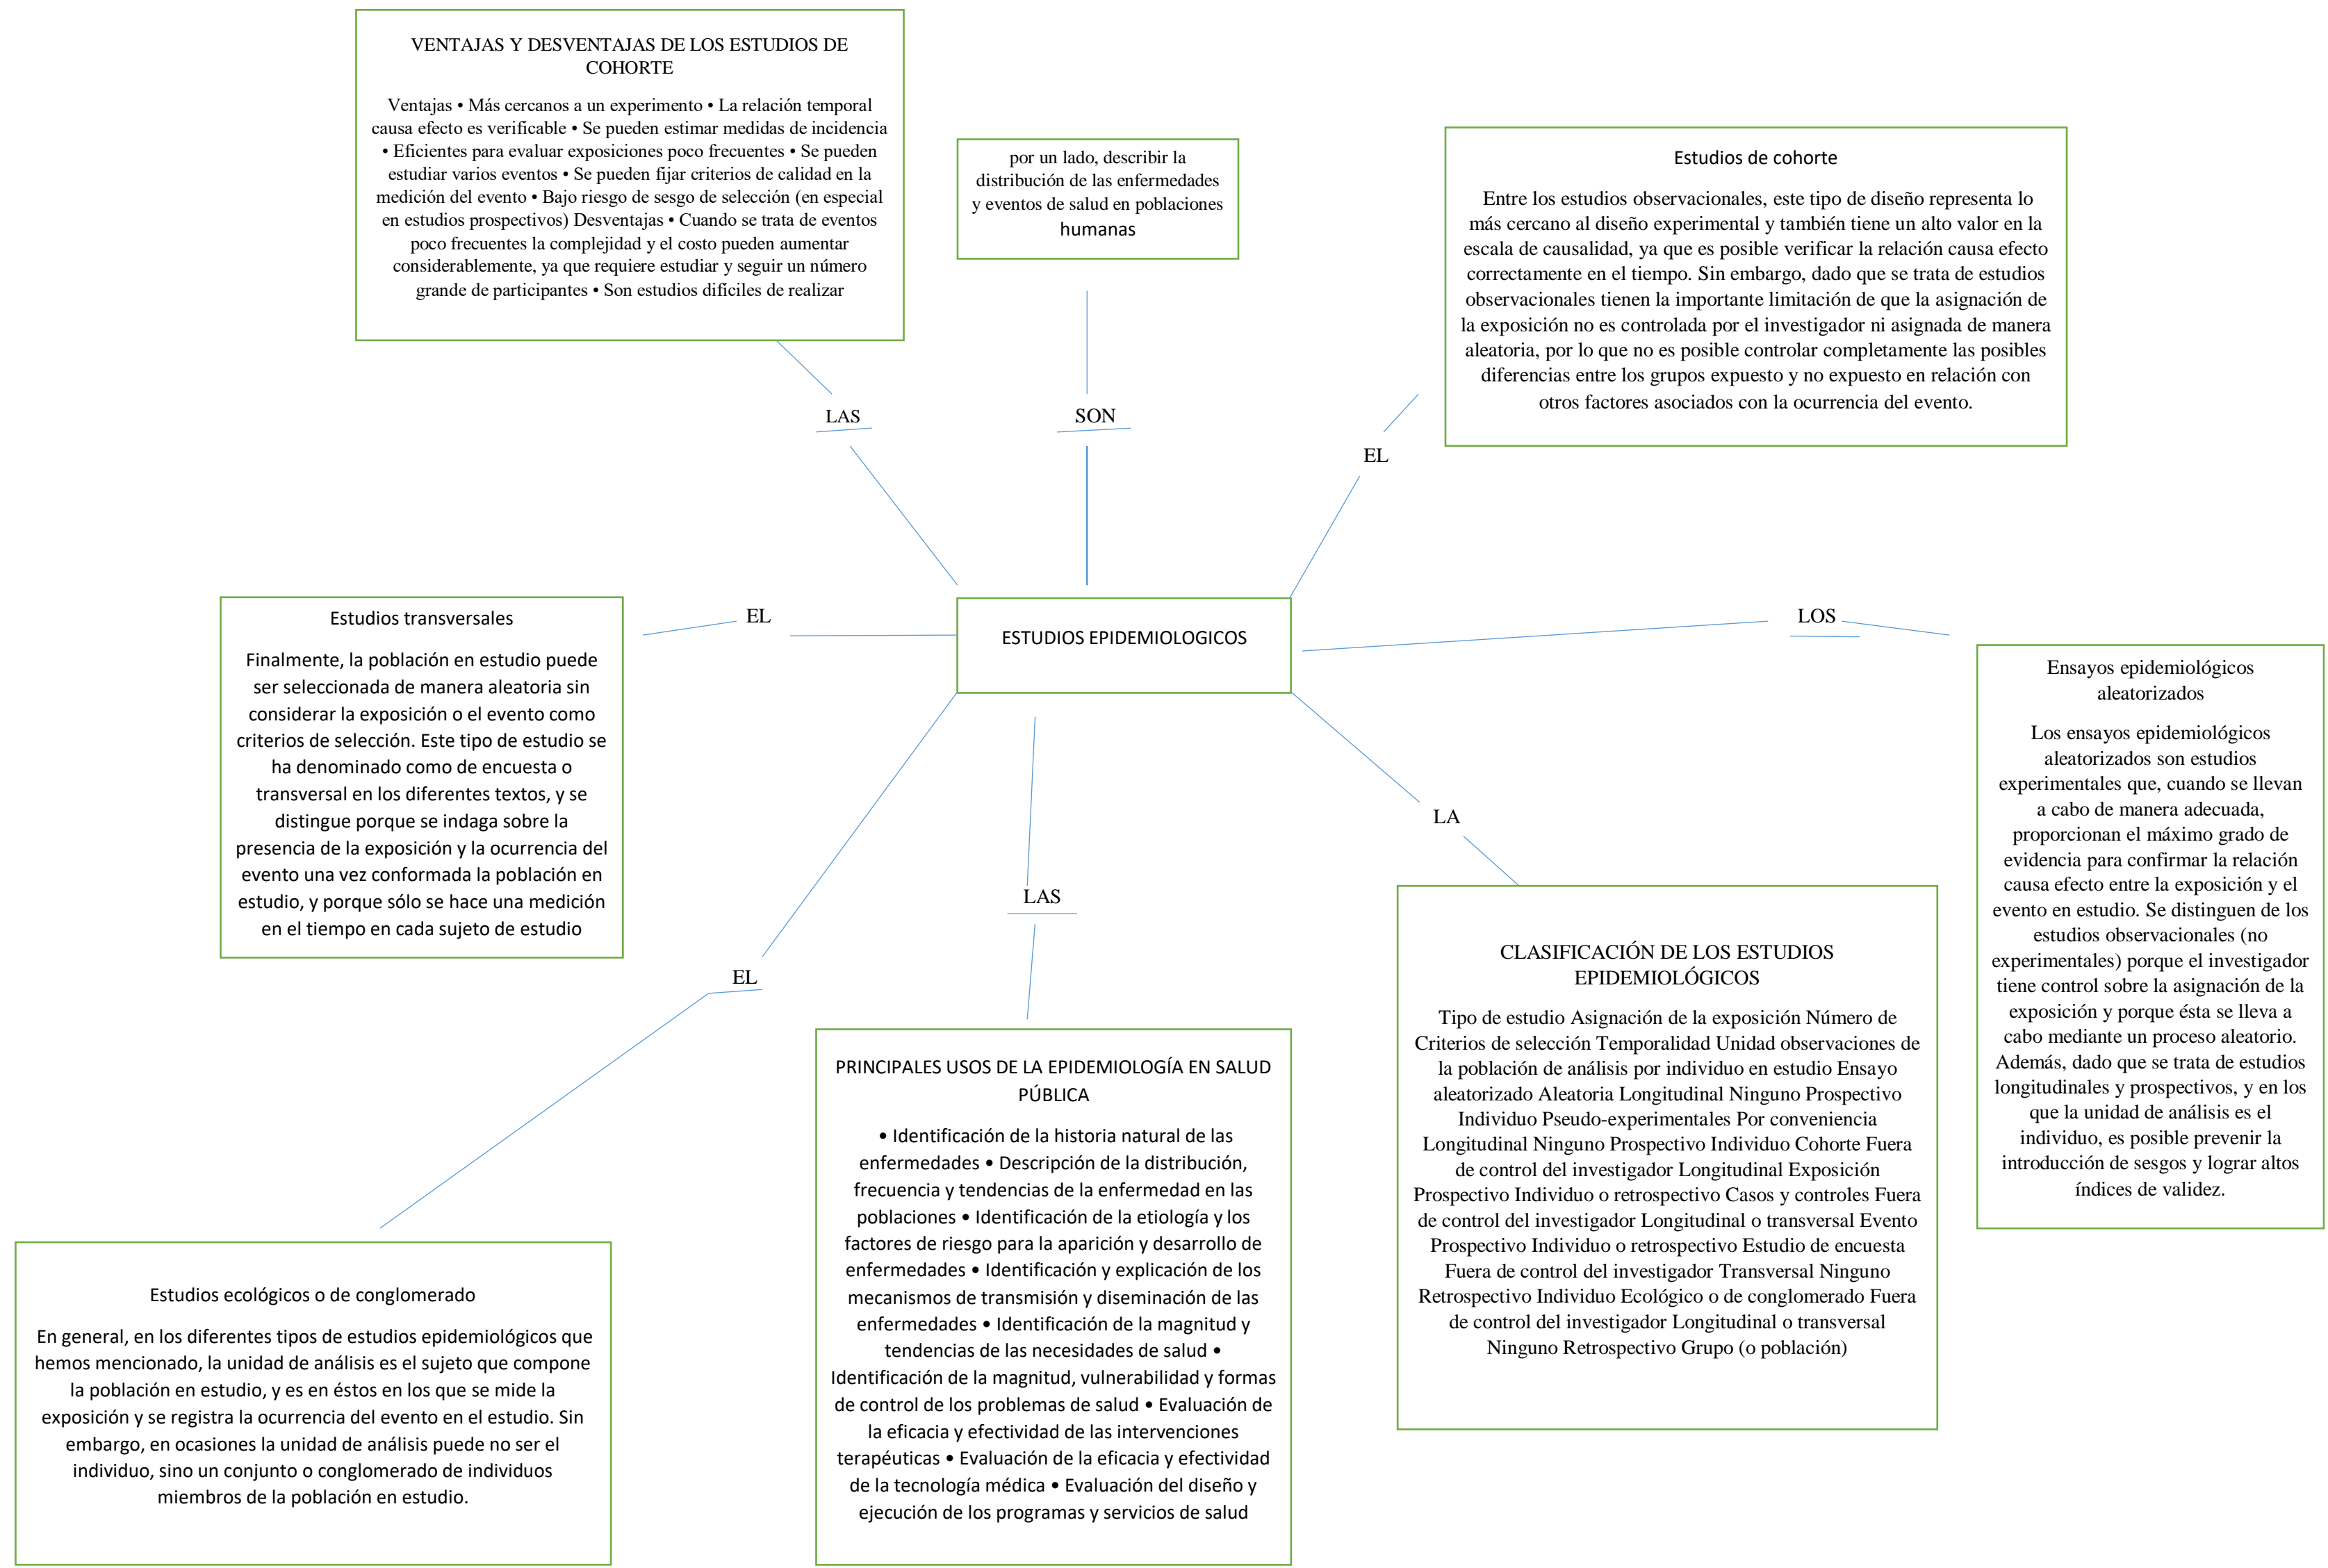 VENTAJAS Y DESVENTAJAS DE LOS ESTUDIOS DE
COHORTE
Ventajas • Más cercanos a un experimento • La relación temporal
causa efecto es verificable • Se pueden estimar medidas de incidencia
• Eficientes para evaluar exposiciones poco frecuentes • Se pueden
estudiar varios eventos • Se pueden fijar criterios de calidad en la
medición del evento • Bajo riesgo de sesgo de selección (en especial
en estudios prospectivos) Desventajas • Cuando se trata de eventos
poco frecuentes la complejidad y el costo pueden aumentar
considerablemente, ya que requiere estudiar y seguir un número
grande de participantes • Son estudios difíciles de realizar
por un lado, describir la
distribución de las enfermedades
y eventos de salud en poblaciones
humanas
Estudios de cohorte
Entre los estudios observacionales, este tipo de diseño representa lo
más cercano al diseño experimental y también tiene un alto valor en la
escala de causalidad, ya que es posible verificar la relación causa efecto
correctamente en el tiempo. Sin embargo, dado que se trata de estudios
observacionales tienen la importante limitación de que la asignación de
la exposición no es controlada por el investigador ni asignada de manera
aleatoria, por lo que no es posible controlar completamente las posibles
diferencias entre los grupos expuesto y no expuesto en relación con
otros factores asociados con la ocurrencia del evento.
LAS
SON
EL
Estudios transversales
Finalmente, la población en estudio puede
ser seleccionada de manera aleatoria sin
considerar la exposición o el evento como
criterios de selección. Este tipo de estudio se
ha denominado como de encuesta o
transversal en los diferentes textos, y se
distingue porque se indaga sobre la
presencia de la exposición y la ocurrencia del
evento una vez conformada la población en
estudio, y porque sólo se hace una medición
en el tiempo en cada sujeto de estudio
EL
ESTUDIOS EPIDEMIOLOGICOS
LOS
Ensayos epidemiológicos
aleatorizados
Los ensayos epidemiológicos
aleatorizados son estudios
experimentales que, cuando se llevan
a cabo de manera adecuada,
proporcionan el máximo grado de
evidencia para confirmar la relación
causa efecto entre la exposición y el
evento en estudio. Se distinguen de los
estudios observacionales (no
experimentales) porque el investigador
tiene control sobre la asignación de la
exposición y porque ésta se lleva a
cabo mediante un proceso aleatorio.
Además, dado que se trata de estudios
longitudinales y prospectivos, y en los
que la unidad de análisis es el
individuo, es posible prevenir la
introducción de sesgos y lograr altos
índices de validez.
LA
LAS
EL
CLASIFICACIÓN DE LOS ESTUDIOS
EPIDEMIOLÓGICOS
Tipo de estudio Asignación de la exposición Número de
Criterios de selección Temporalidad Unidad observaciones de
la población de análisis por individuo en estudio Ensayo
aleatorizado Aleatoria Longitudinal Ninguno Prospectivo
Individuo Pseudo-experimentales Por conveniencia
Longitudinal Ninguno Prospectivo Individuo Cohorte Fuera
de control del investigador Longitudinal Exposición
Prospectivo Individuo o retrospectivo Casos y controles Fuera
de control del investigador Longitudinal o transversal Evento
Prospectivo Individuo o retrospectivo Estudio de encuesta
Fuera de control del investigador Transversal Ninguno
Retrospectivo Individuo Ecológico o de conglomerado Fuera
de control del investigador Longitudinal o transversal
Ninguno Retrospectivo Grupo (o población)
PRINCIPALES USOS DE LA EPIDEMIOLOGÍA EN SALUD
PÚBLICA
• Identificación de la historia natural de las
enfermedades • Descripción de la distribución,
frecuencia y tendencias de la enfermedad en las
poblaciones • Identificación de la etiología y los
factores de riesgo para la aparición y desarrollo de
enfermedades • Identificación y explicación de los
mecanismos de transmisión y diseminación de las
enfermedades • Identificación de la magnitud y
tendencias de las necesidades de salud •
Identificación de la magnitud, vulnerabilidad y formas
de control de los problemas de salud • Evaluación de
la eficacia y efectividad de las intervenciones
terapéuticas • Evaluación de la eficacia y efectividad
de la tecnología médica • Evaluación del diseño y
ejecución de los programas y servicios de salud
Estudios ecológicos o de conglomerado
En general, en los diferentes tipos de estudios epidemiológicos que
hemos mencionado, la unidad de análisis es el sujeto que compone
la población en estudio, y es en éstos en los que se mide la
exposición y se registra la ocurrencia del evento en el estudio. Sin
embargo, en ocasiones la unidad de análisis puede no ser el
individuo, sino un conjunto o conglomerado de individuos
miembros de la población en estudio.